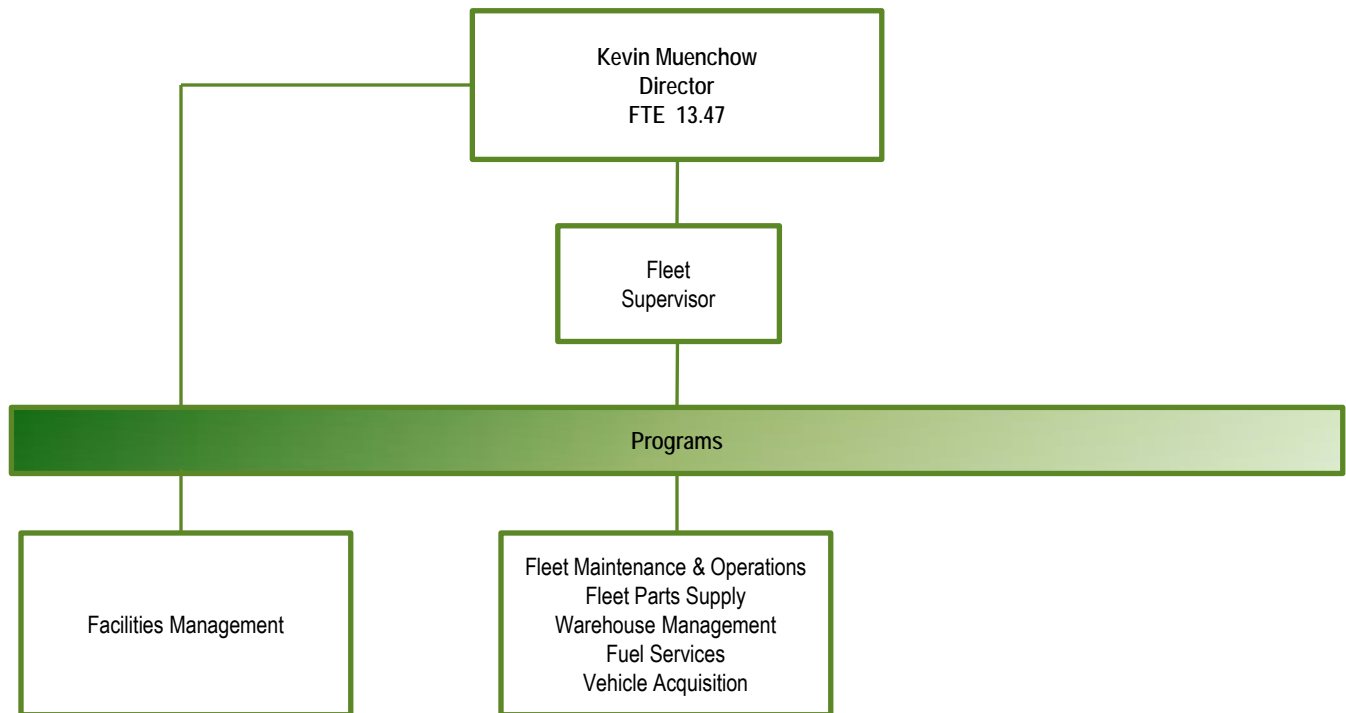 Kevin Muenchow
Director
FTE 13.47
Fleet
Supervisor
Programs
Facilities Management
Fleet Maintenance & Operations
Fleet Parts Supply
Warehouse Management
Fuel Services
Vehicle Acquisition